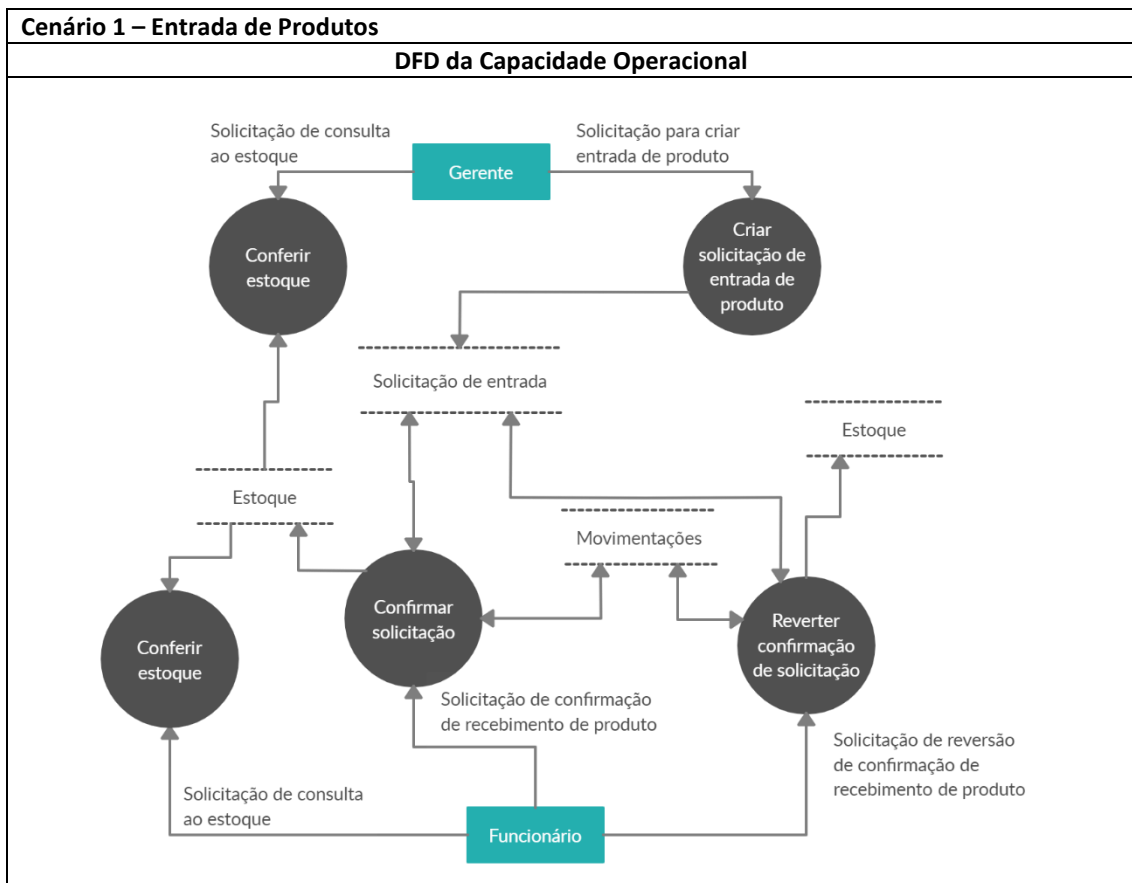 Cenário 1 – Entrada de Produtos
DFD da Capacidade Operacional
Solicitação de consulta
ao estoque
Gerente
Solicitação para criar
entrada de produto
Conferir
estoque
Criar
solicitação de
entrada de
produto
Solicitação de entrada
Estoque
Estoque
Movimentações
Confirmar
solicitação
Reverter
confirmação
de solicitação
Conferir
estoque
Solicitação de confirmação
de recebimento de produto
Solicitação de reversão
de confirmação de
recebimento de produto
Solicitação de consulta
ao estoque
Funcionário